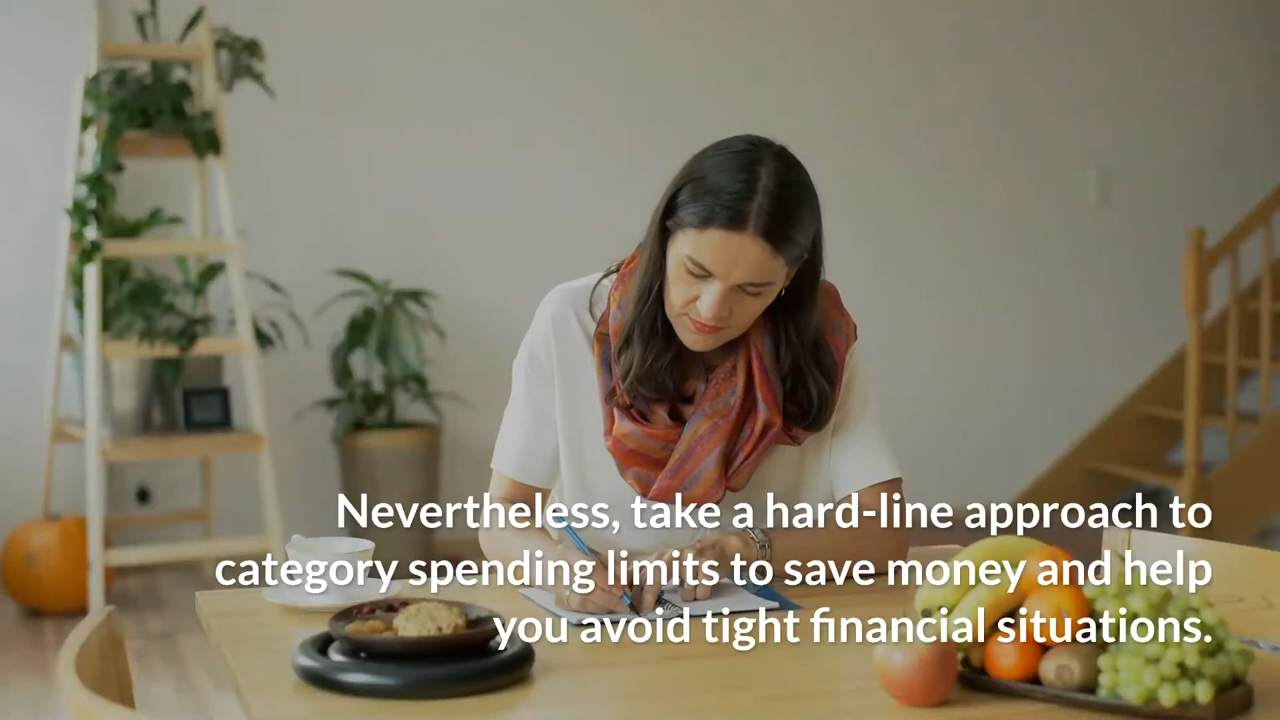 Nevertheless, take a hard-line approach to
category spending limits to save money and help
you avoid tight financial situations.